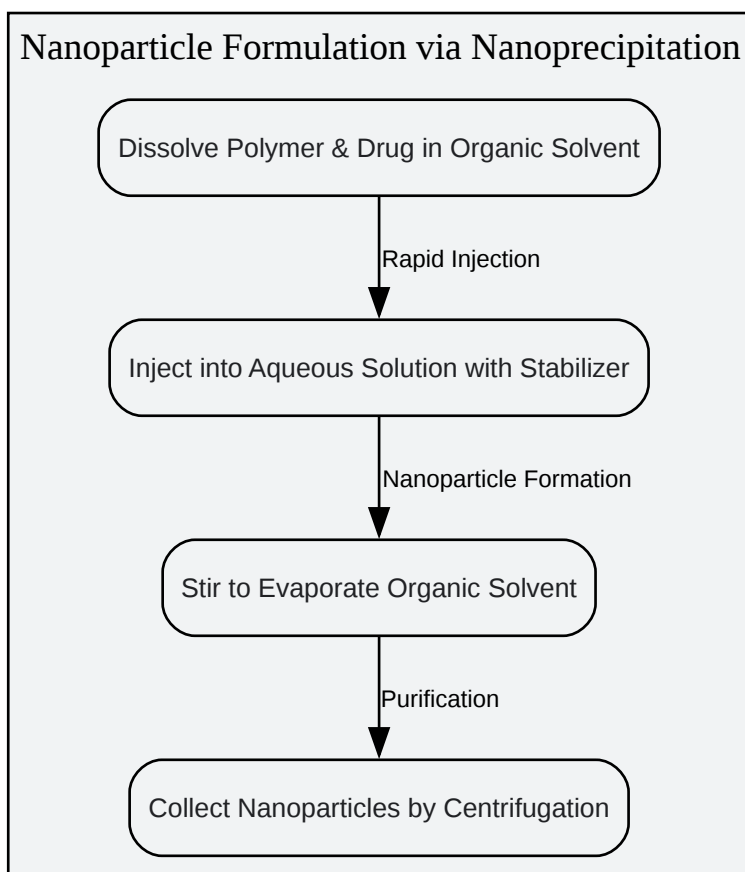 Nanoparticle Formulation via Nanoprecipitation
Dissolve Polymer & Drug in Organic Solvent
Rapid Injection
Inject into Aqueous Solution with Stabilizer
Nanoparticle Formation
Stir to Evaporate Organic Solvent
Purification
Collect Nanoparticles by Centrifugation